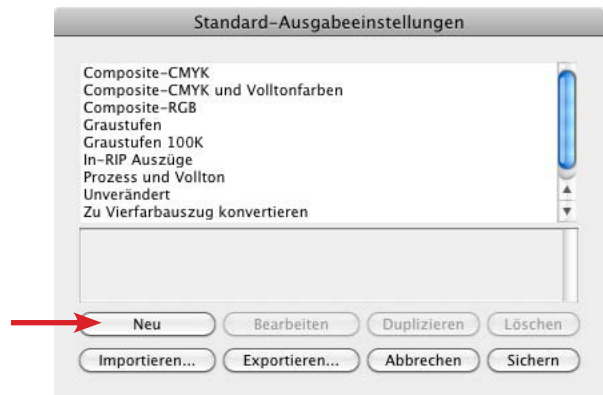 Standard-Ausgabeeinstellungen
Composite-CMYK
Composite-CMYK und Volltonfarben
Composite-RGB
Graustufen
Graustufen 100K
In-RIP Auszüge
Prozess und Vollton
Unverändert
Zu Vierfarbauszug konvertieren
Neu Bearbeiten Duplizieren Löschen
Importieren... Exportieren... Abbrechen Sichern